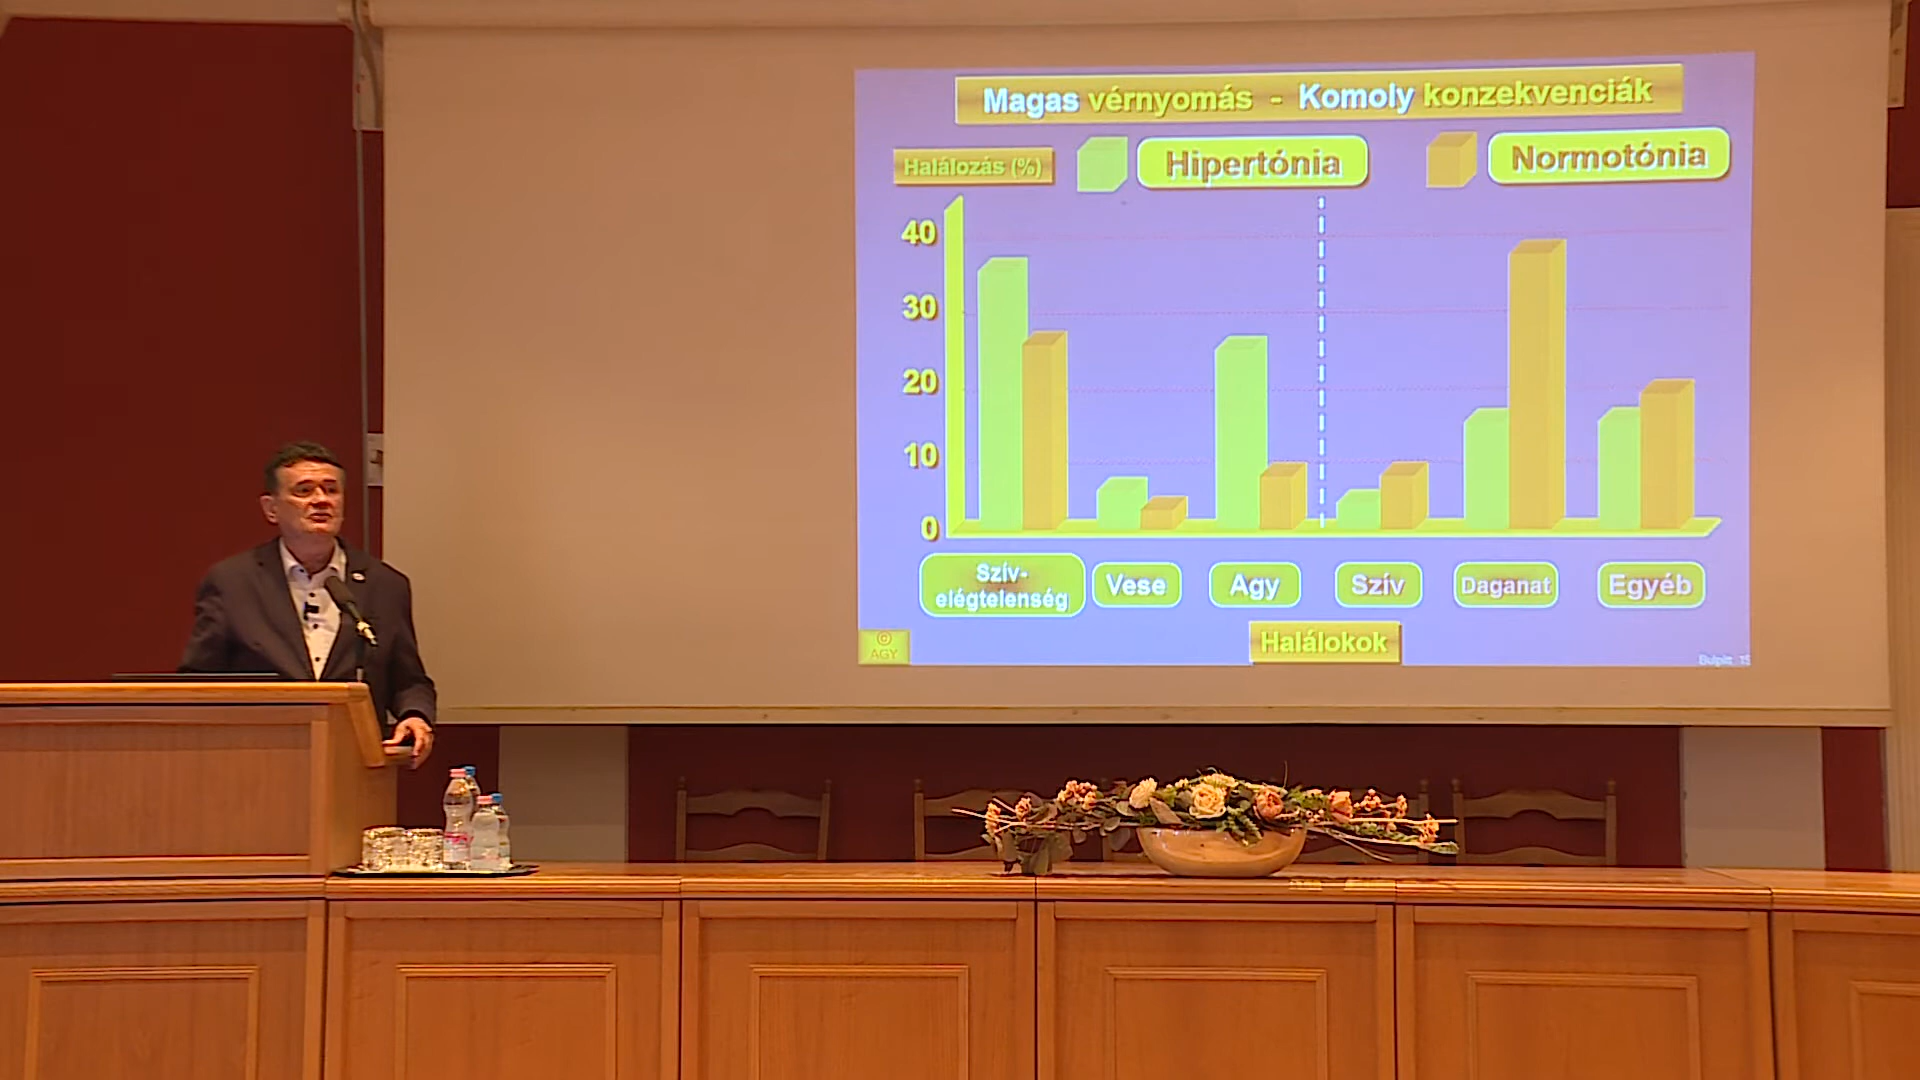 Magas vérnyomás - Komoly konzekvenciák
Halálozás (%)
Hipertónia
Normotónia
40
30
20
10
0
Szív-
elégtelenség
Vese
Agy
Szív
Daganat
Egyéb
Halálokok
©
AGY